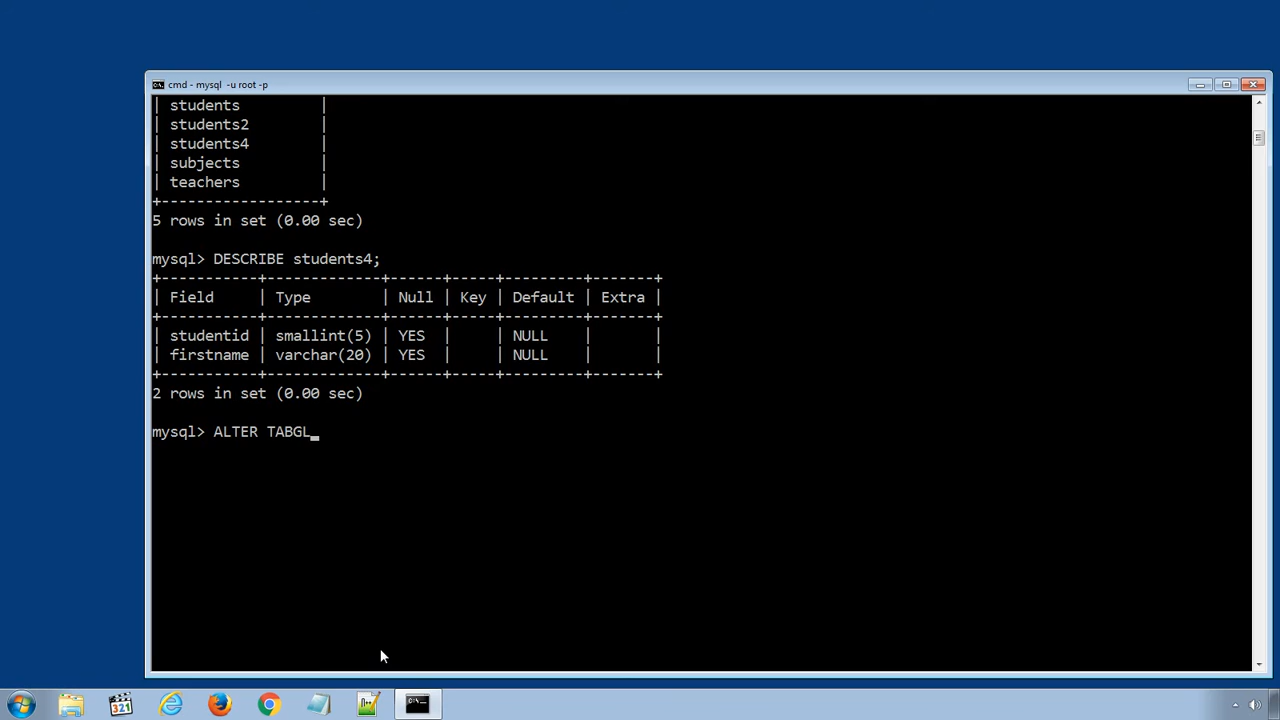 cmd - mysql  -u root -p
| students         |
| students2        |
| students4        |
| subjects         |
| teachers         |
+------------------+
5 rows in set (0.00 sec)
mysql> DESCRIBE students4;
+-----------+-------------+------+-----+---------+-------+
| Field     | Type        | Null | Key | Default | Extra |
+-----------+-------------+------+-----+---------+-------+
| studentid | smallint(5) | YES  |     | NULL    |       |
| firstname | varchar(20) | YES  |     | NULL    |       |
+-----------+-------------+------+-----+---------+-------+
2 rows in set (0.00 sec)
mysql> ALTER TABGL_
321